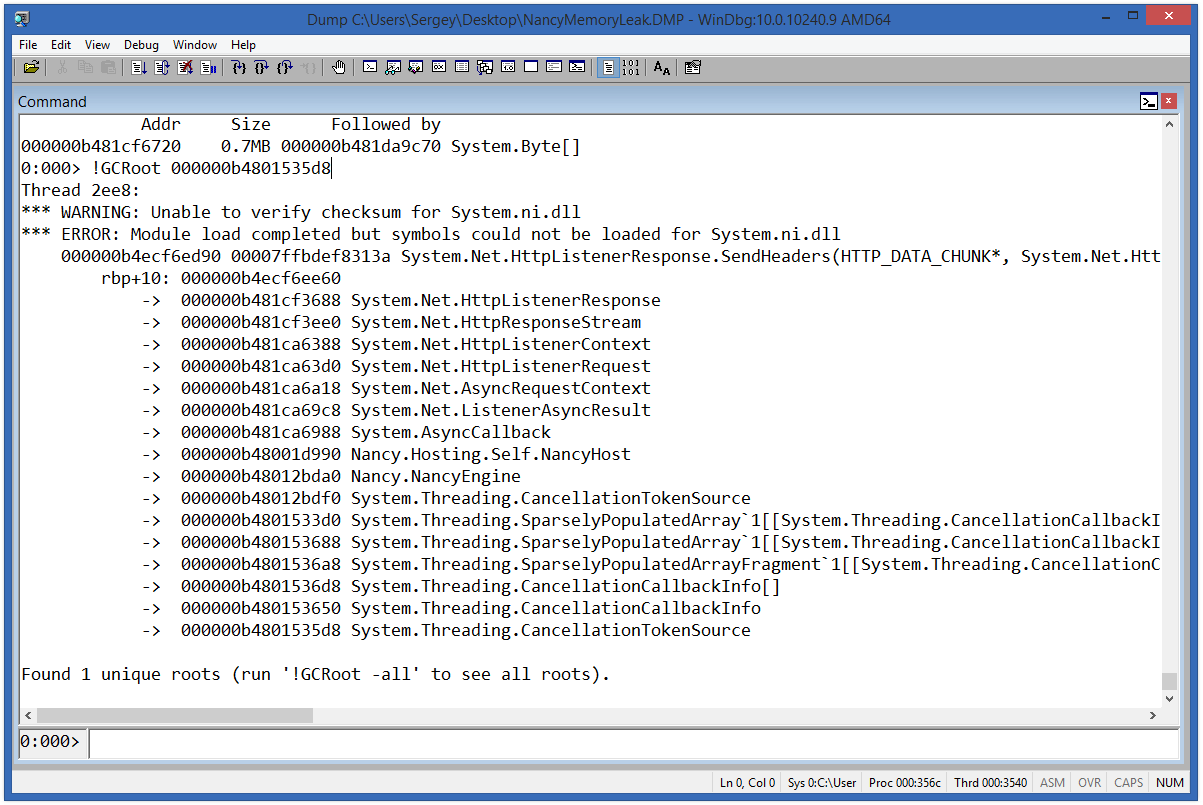 Dump C:\Users\Sergey\Desktop\NancyMemoryLeak.DMP - WinDbg:10.0.10240.9 AMD64
File Edit View Debug Window Help
Command
Addr Size Followed by
000000b481cf6720 0.7MB 000000b481da9c70 System.Byte[]
0:000> !GCRoot 000000b4801535d8
Thread 2ee8:
*** WARNING: Unable to verify checksum for System.ni.dll
*** ERROR: Module load completed but symbols could not be loaded for System.ni.dll
000000b4ecf6ed90 00007ffbdef8313a System.Net.HttpListenerResponse.SendHeaders(HTTP_DATA_CHUNK*, System.Net.Htt
rbp+10: 000000b4ecf6ee60
-> 000000b481cf3688 System.Net.HttpListenerResponse
-> 000000b481cf3ee0 System.Net.HttpResponseStream
-> 000000b481ca6388 System.Net.HttpListenerContext
-> 000000b481ca63d0 System.Net.HttpListenerRequest
-> 000000b481ca6a18 System.Net.AsyncRequestContext
-> 000000b481ca69c8 System.Net.ListenerAsyncResult
-> 000000b481ca6988 System.AsyncCallback
-> 000000b48001d990 Nancy.Hosting.Self.NancyHost
-> 000000b48012bda0 Nancy.NancyEngine
-> 000000b48012bdf0 System.Threading.CancellationTokenSource
-> 000000b4801533d0 System.Threading.SparselyPopulatedArray`1[[System.Threading.CancellationCallbackI
-> 000000b480153688 System.Threading.SparselyPopulatedArray`1[[System.Threading.CancellationCallbackI
-> 000000b4801536a8 System.Threading.SparselyPopulatedArrayFragment`1[[System.Threading.CancellationC
-> 000000b4801536d8 System.Threading.CancellationCallbackInfo[]
-> 000000b480153650 System.Threading.CancellationCallbackInfo
-> 000000b4801535d8 System.Threading.CancellationTokenSource
Found 1 unique roots (run '!GCRoot -all' to see all roots).
0:000>
Ln 0, Col 0 Sys 0:C:\User Proc 000:356c Thrd 000:3540 ASM OVR CAPS NUM